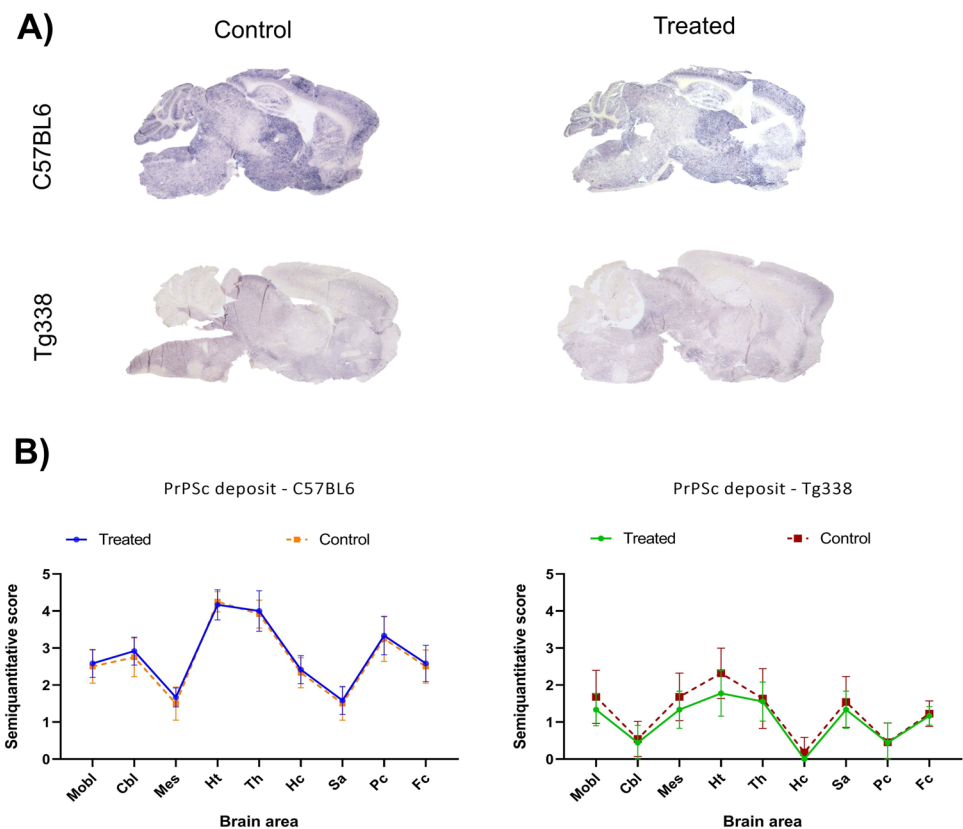 A)
Control
Treated
C57BL6
Tg338
B)
PrPSc deposit - C57BL6
Treated
Control
Semiquantitative score
5
4
3
2
1
0
Mobl
Cbl
Mes
Ht
Th
Hc
Sa
Pc
Fc
Brain area
PrPSc deposit - Tg338
Treated
Control
Semiquantitative score
5
4
3
2
1
0
Mobl
Cbl
Mes
Ht
Th
Hc
Sa
Pc
Fc
Brain area